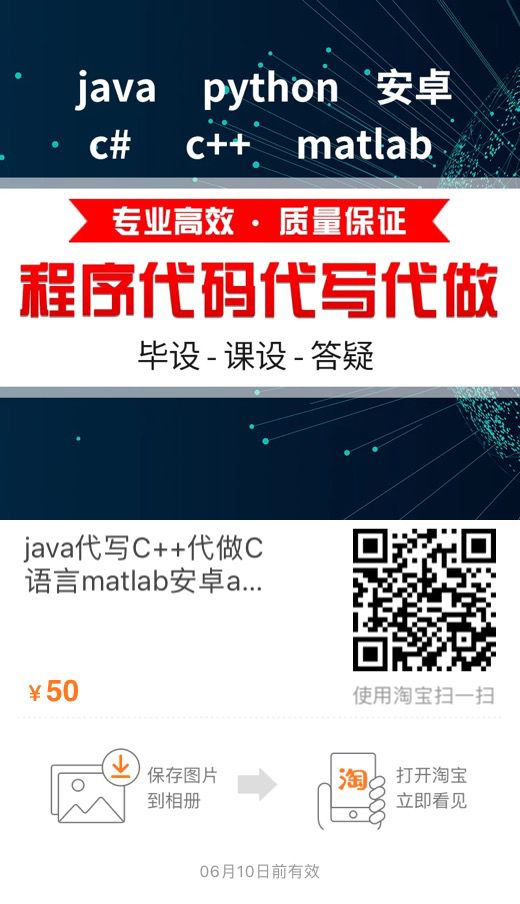 java python 安卓
c# c++ matlab
专业高效 · 质量保证
程序代码代写代做
毕设 - 课设 - 答疑
java代写C++代做C
语言matlab安卓a...
¥50
使用淘宝扫一扫
保存图片
到相册
淘
打开淘宝
立即看见
06月10日前有效